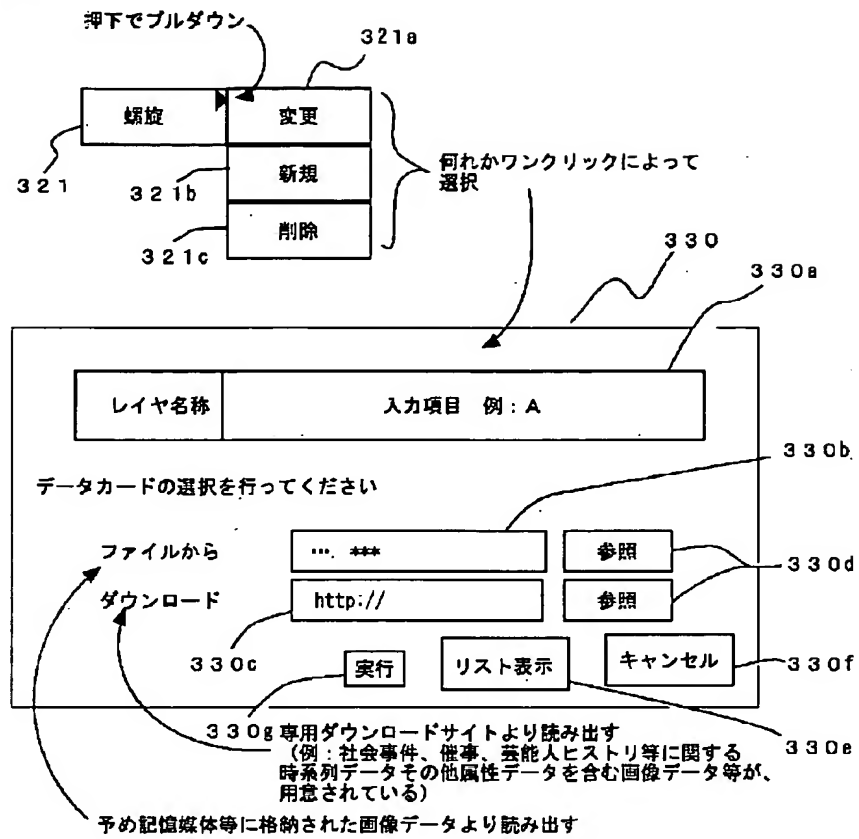 押下でプルダウン
321a
螺旋
変更
321
321b
新規
何れかワンクリックによって
選択
321c
削除
330
330a
レイヤ名称
入力項目 例:A
330b
データカードの選択を行ってください
ファイルから
…. ***
参照
330d
ダウンロード
http://
参照
330c
実行
リスト表示
キャンセル
330f
330g 専用ダウンロードサイトより読み出す
330e
(例:社会事件、催事、芸能人ヒストリ等に関する
時系列データその他属性データを含む画像データ等が、
用意されている)
予め記憶媒体等に格納された画像データより読み出す